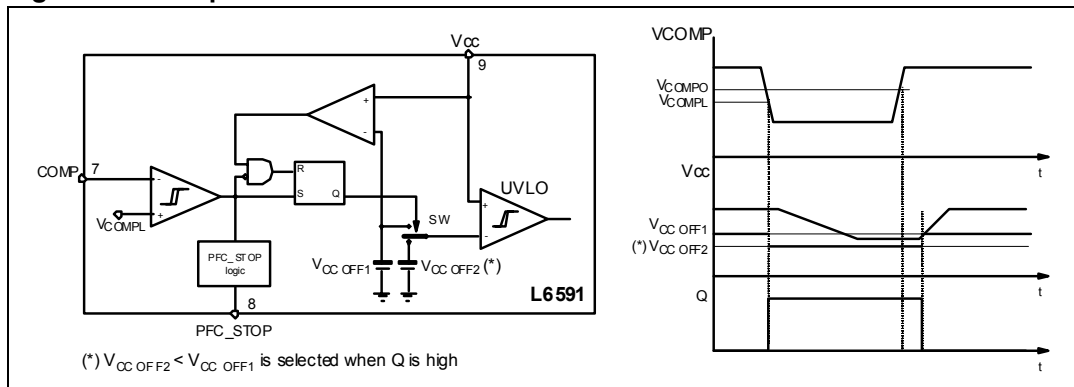 Vcc
9
COMP 7
VCOMPL
PFC_STOP
logic
8
PFC_STOP
+
-
R
S
Q
-
+
SW
+
-
UVLO
VCC OFF1
VCC OFF2 (*)
L6591
(*) VCC OFF2 < VCC OFF1 is selected when Q is high
VCOMP
VCOMPO
VCOMPL
t
Vcc
VCC OFF1
(*) VCC OFF2
t
Q
t